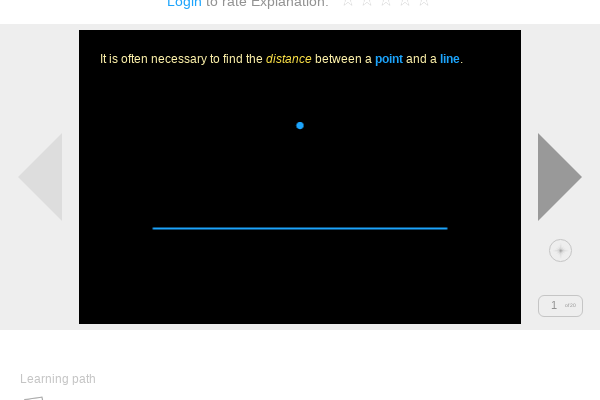 Login to rate Explanation:
It is often necessary to find the distance between a point and a line.
1 of 20
Learning path